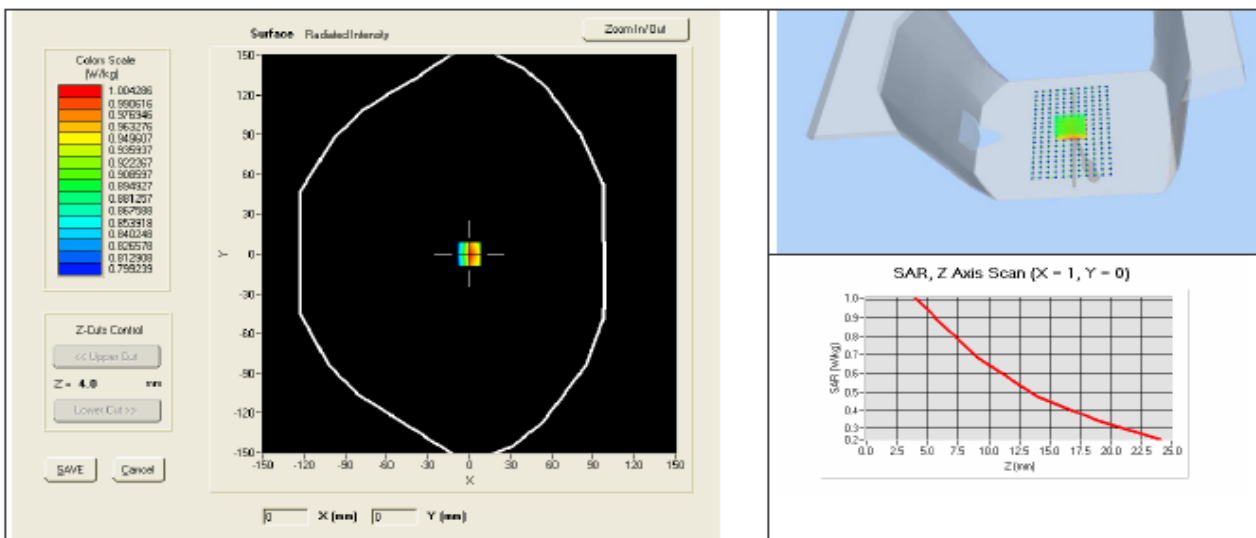 Surface Radiated Intensity
Zoom In/Out
Colors Scale
[W/kg]
1.004286
0.990616
0.976946
0.963276
0.949607
0.935937
0.922267
0.908597
0.894927
0.881257
0.867588
0.853918
0.840248
0.826578
0.812908
0.799239
Z-Cuts Control
<< Upper Cut
Z = 4.0 mm
Lower Cut >>
SAVE
Cancel
150
120
90
60
30
0
-30
-60
-90
-120
-150
Y
-150 -120 -90 -60 -30 0 30 60 90 120 150
X
0 X (mm) 0 Y (mm)
SAR, Z Axis Scan (X = 1, Y = 0)
1.0
0.9
0.8
0.7
0.6
0.5
0.4
0.3
0.2
SAR [W/kg]
0.0 2.5 5.0 7.5 10.0 12.5 15.0 17.5 20.0 22.5 25.0
Z (mm)